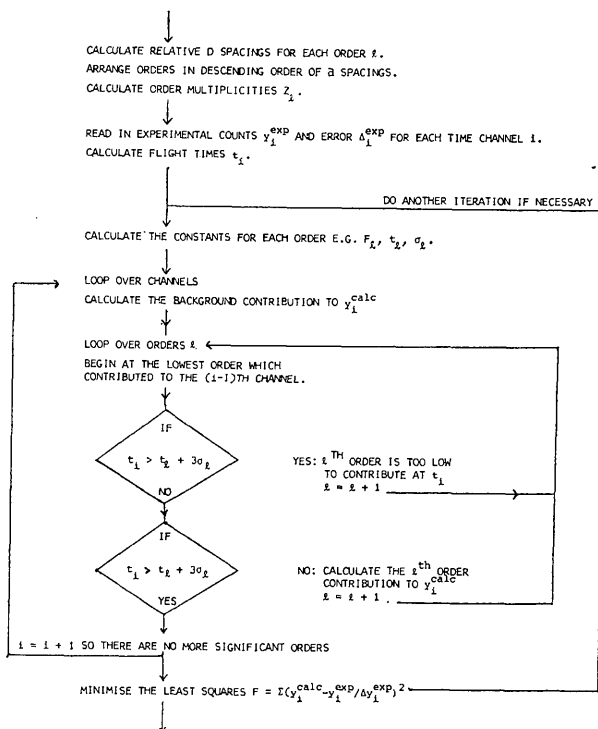 CALCULATE RELATIVE D SPACINGS FOR EACH ORDER ℓ.
ARRANGE ORDERS IN DESCENDING ORDER OF a SPACINGS.
CALCULATE ORDER MULTIPLICITIES Z_i.
READ IN EXPERIMENTAL COUNTS y_i^exp AND ERROR Δ_i^exp FOR EACH TIME CHANNEL i.
CALCULATE FLIGHT TIMES t_i.
DO ANOTHER ITERATION IF NECESSARY
CALCULATE THE CONSTANTS FOR EACH ORDER E.G. F_ℓ, t_ℓ, σ_ℓ.
LOOP OVER CHANNELS
CALCULATE THE BACKGROUND CONTRIBUTION TO y_i^calc
LOOP OVER ORDERS ℓ
BEGIN AT THE LOWEST ORDER WHICH
CONTRIBUTED TO THE (i-1)TH CHANNEL.
IF
t_i > t_ℓ + 3σ_ℓ
NO
YES: ℓ^TH ORDER IS TOO LOW
TO CONTRIBUTE AT t_i
ℓ = ℓ + 1
IF
t_i > t_ℓ + 3σ_ℓ
YES
NO: CALCULATE THE ℓ^th ORDER
CONTRIBUTION TO y_i^calc
ℓ = ℓ + 1.
i = i + 1 SO THERE ARE NO MORE SIGNIFICANT ORDERS
MINIMISE THE LEAST SQUARES F = Σ(y_i^calc-y_i^exp/Δy_i^exp)^2